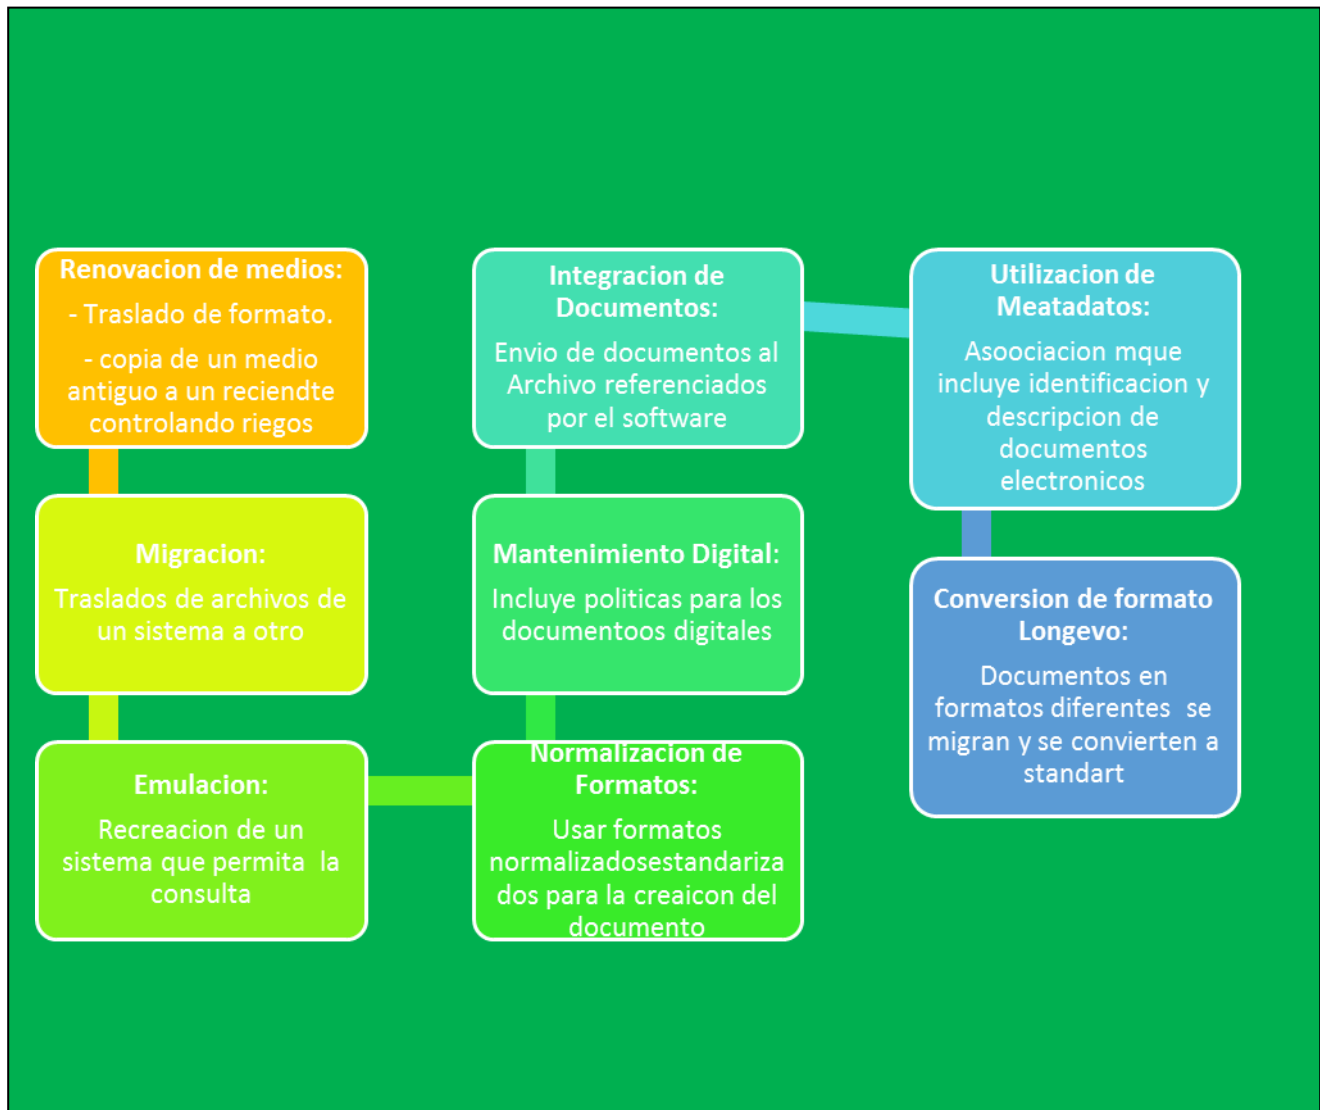 Renovacion de medios:
- Traslado de formato.
- copia de un medio
antiguo a un reciendte
controlando riegos
Migracion:
Traslados de archivos de
un sistema a otro
Emulacion:
Recreacion de un
sistema que permita  la
consulta
Normalizacion de
Formatos:
Usar formatos
normalizadosestandariza
dos para la creaicon del
documento
Mantenimiento Digital:
Incluye politicas para los
documentoos digitales
Integracion de
Documentos:
Envio de documentos al
Archivo referenciados
por el software
Utilizacion de
Meatadatos:
Asoociacion mque
incluye identificacion y
descripcion de
documentos
electronicos
Conversion de formato
Longevo:
Documentos en
formatos diferentes  se
migran y se convierten a
standart